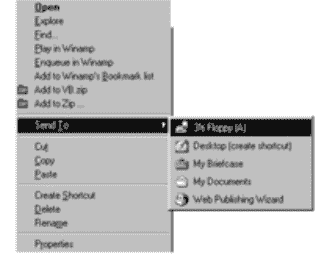 Open
Explore
Find...
Play in Winamp
Enqueue in Winamp
Add to Winamp's Bookmark list
Add to VB.zip
Add to Zip ...
Send To
Cut
Copy
Paste
Create Shortcut
Delete
Rename
Properties
3½ Floppy (A)
Desktop (create shortcut)
My Briefcase
My Documents
Web Publishing Wizard